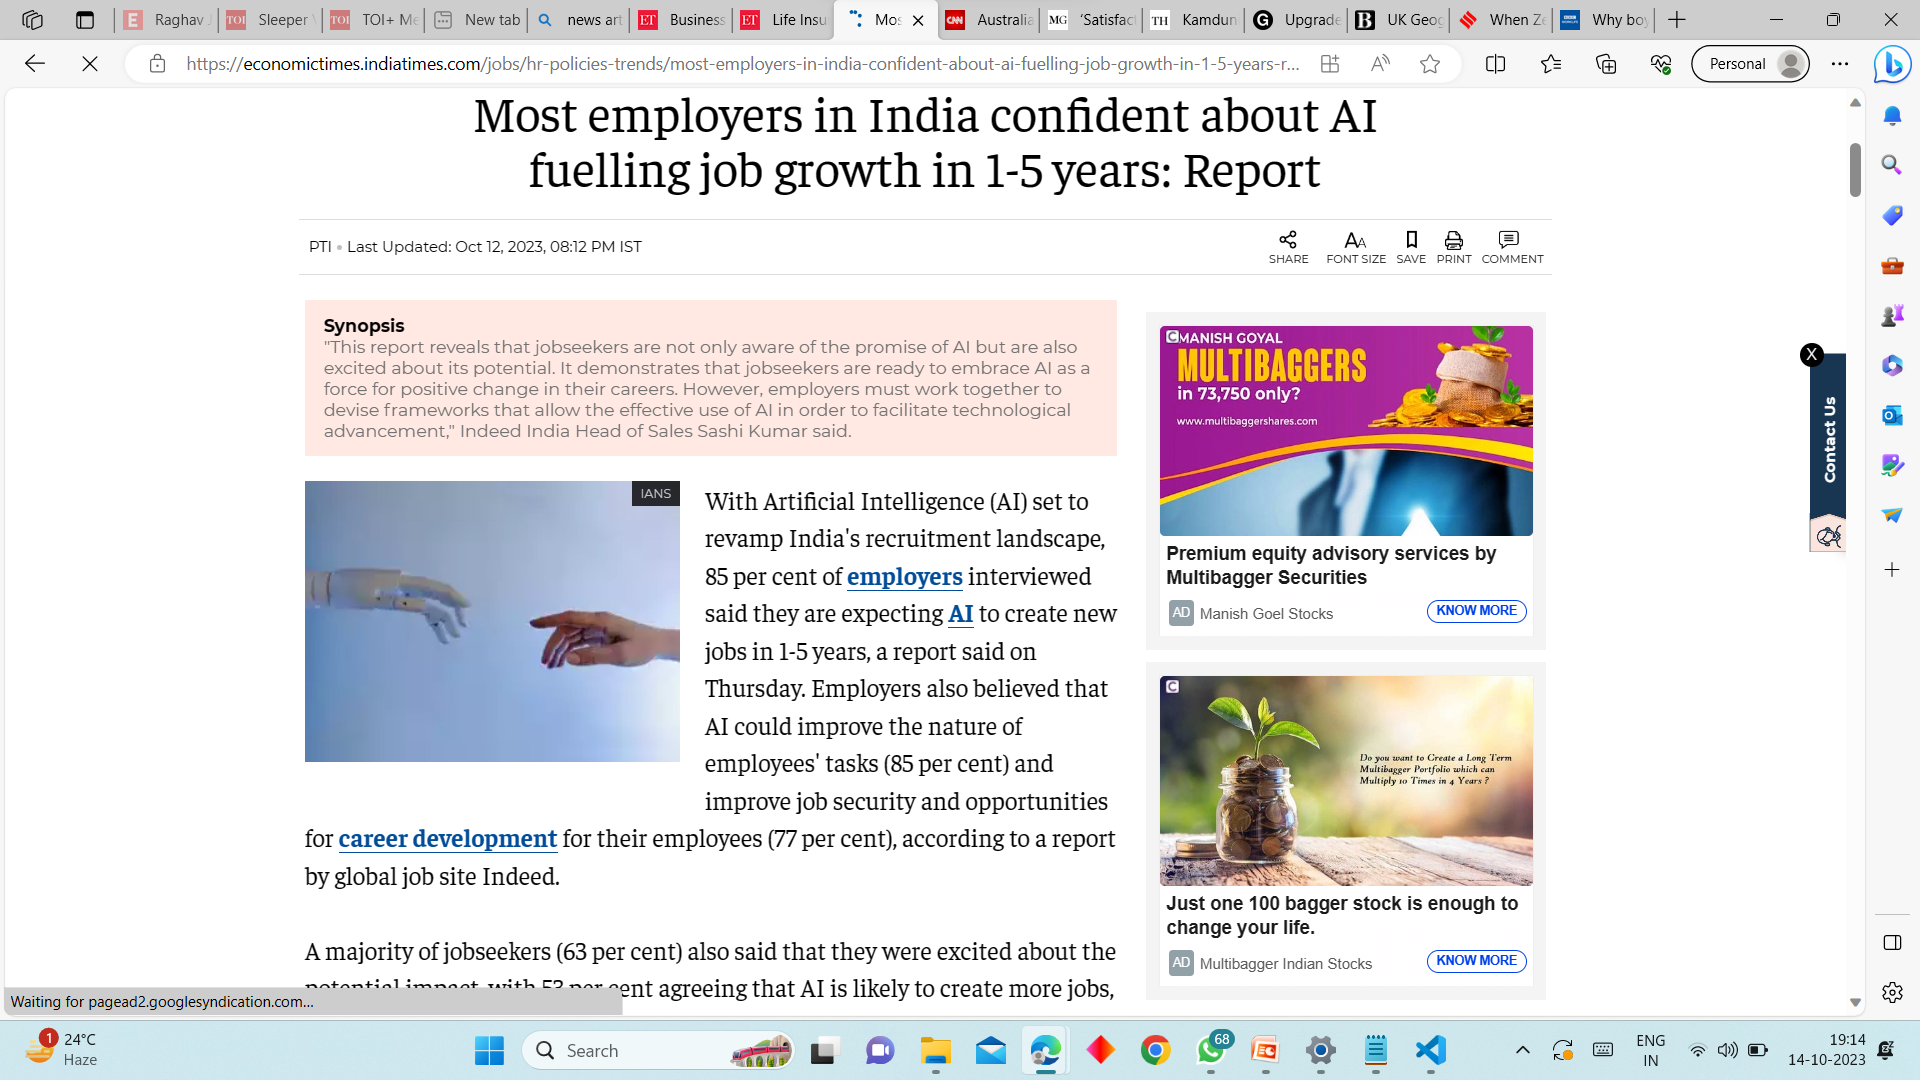 Raghav J
Sleeper V
TOI+ Me
New tab
news art
Business
Life Insu
Mos
Australia
'Satisfact
Kamdun
Upgrade
UK Geog
When Ze
Why boy
https://economictimes.indiatimes.com/jobs/hr-policies-trends/most-employers-in-india-confident-about-ai-fuelling-job-growth-in-1-5-years-r...
Personal
Most employers in India confident about AI
fuelling job growth in 1-5 years: Report
PTI • Last Updated: Oct 12, 2023, 08:12 PM IST
SHARE
FONT SIZE
SAVE
PRINT
COMMENT
Synopsis
"This report reveals that jobseekers are not only aware of the promise of AI but are also
excited about its potential. It demonstrates that jobseekers are ready to embrace AI as a
force for positive change in their careers. However, employers must work together to
devise frameworks that allow the effective use of AI in order to facilitate technological
advancement," Indeed India Head of Sales Sashi Kumar said.
IANS
With Artificial Intelligence (AI) set to
revamp India's recruitment landscape,
85 per cent of employers interviewed
said they are expecting AI to create new
jobs in 1-5 years, a report said on
Thursday. Employers also believed that
AI could improve the nature of
employees' tasks (85 per cent) and
improve job security and opportunities
for career development for their employees (77 per cent), according to a report
by global job site Indeed.
A majority of jobseekers (63 per cent) also said that they were excited about the
potential impact, with 53 per cent agreeing that AI is likely to create more jobs,
MANISH GOYAL
MULTIBAGGERS
in 73,750 only?
www.multibaggershares.com
Premium equity advisory services by
Multibagger Securities
AD Manish Goel Stocks
KNOW MORE
Do you want to Create a Long Term
Multibagger Portfolio which can
Multiply 10 Times in 4 Years ?
Just one 100 bagger stock is enough to
change your life.
AD Multibagger Indian Stocks
KNOW MORE
X
Contact Us
Waiting for pagead2.googlesyndication.com...
1
24°C
Haze
Search
68
ENG
IN
19:14
14-10-2023